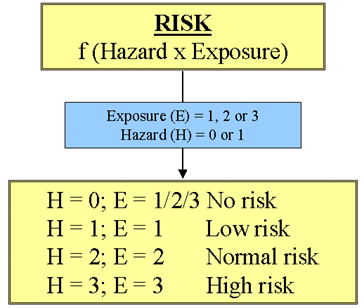 RISK
f (Hazard x Exposure)
Exposure (E) = 1, 2 or 3
Hazard (H) = 0 or 1
H = 0; E = 1/2/3 No risk
H = 1; E = 1 Low risk
H = 2; E = 2 Normal risk
H = 3; E = 3 High risk